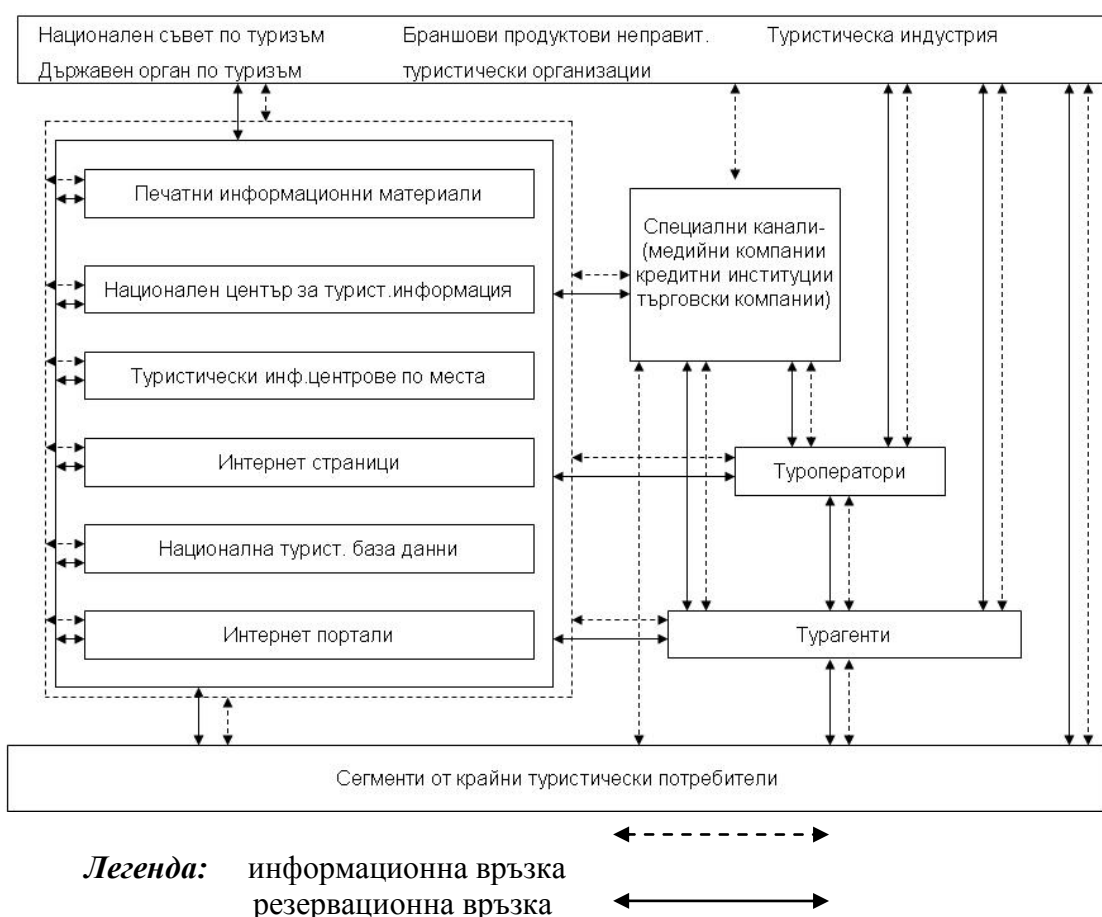 Национален съвет по туризъм
Държавен орган по туризъм
Браншови продуктови неправит.
туристически организации
Туристическа индустрия
Печатни информационни материали
Национален център за турист.информация
Туристически инф.центрове по места
Интернет страници
Национална турист. база данни
Интернет портали
Специални канали-
(медийни компании
кредитни институции
търговски компании)
Туроператори
Турагенти
Сегменти от крайни туристически потребители
Легенда: информационна връзка
резервационна връзка